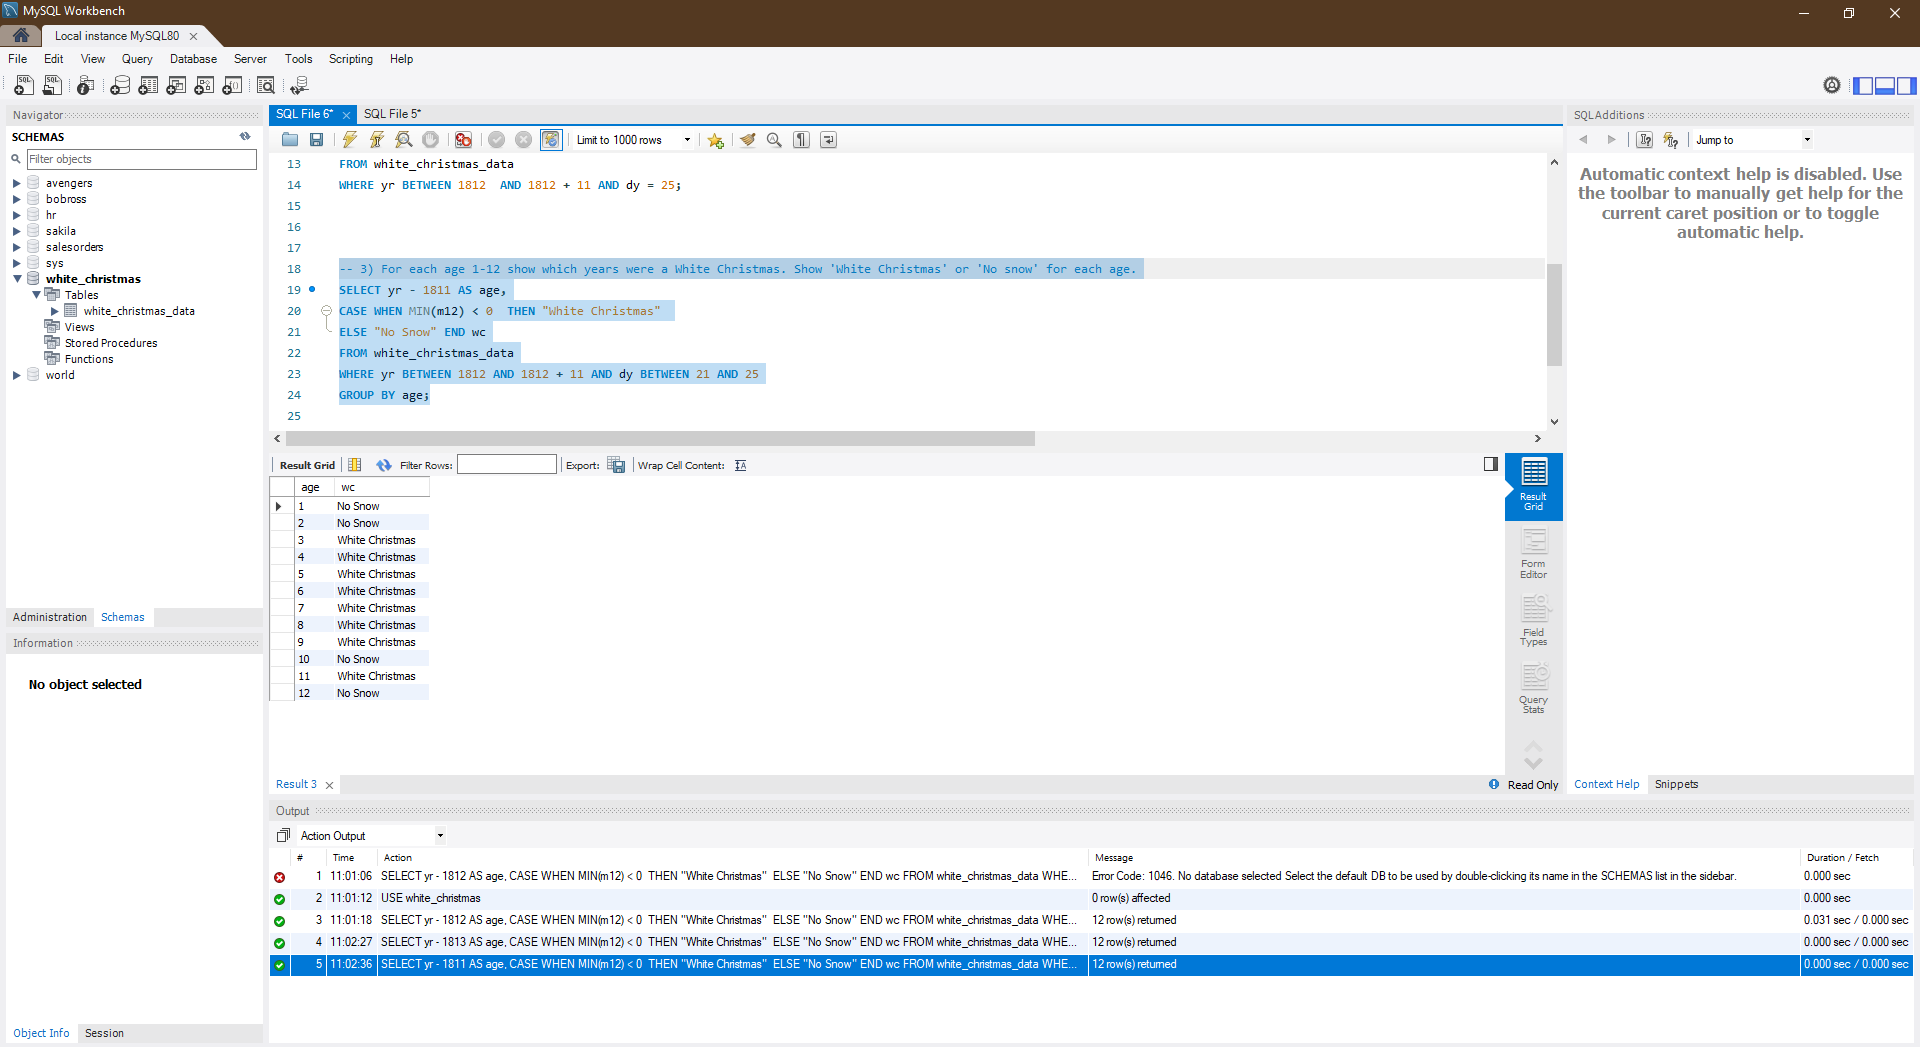 MySQL Workbench
Local instance MySQL80
File Edit View Query Database Server Tools Scripting Help
Navigator
SCHEMAS
Filter objects
avengers
bobross
hr
sakila
salesorders
sys
white_christmas
Tables
white_christmas_data
Views
Stored Procedures
Functions
world
Administration Schemas
Information
No object selected
Object Info Session
SQL File 6* SQL File 5*
Limit to 1000 rows
13 FROM white_christmas_data
14 WHERE yr BETWEEN 1812  AND 1812 + 11 AND dy = 25;
15
16
17
18 -- 3) For each age 1-12 show which years were a White Christmas. Show 'White Christmas' or 'No snow' for each age.
19 SELECT yr - 1811 AS age,
20 CASE WHEN MIN(m12) < 0  THEN "White Christmas"
21 ELSE "No Snow" END wc
22 FROM white_christmas_data
23 WHERE yr BETWEEN 1812 AND 1812 + 11 AND dy BETWEEN 21 AND 25
24 GROUP BY age;
25
Result Grid Filter Rows: Export: Wrap Cell Content:
age wc
1 No Snow
2 No Snow
3 White Christmas
4 White Christmas
5 White Christmas
6 White Christmas
7 White Christmas
8 White Christmas
9 White Christmas
10 No Snow
11 White Christmas
12 No Snow
Result
Grid
Form
Editor
Field
Types
Query
Stats
Result 3
Read Only
SQLAdditions
Jump to
Automatic context help is disabled. Use
the toolbar to manually get help for the
current caret position or to toggle
automatic help.
Context Help Snippets
Output
Action Output
# Time Action Message Duration / Fetch
1 11:01:06 SELECT yr - 1812 AS age, CASE WHEN MIN(m12) < 0  THEN "White Christmas"  ELSE "No Snow" END wc FROM white_christmas_data WHE... Error Code: 1046. No database selected Select the default DB to be used by double-clicking its name in the SCHEMAS list in the sidebar. 0.000 sec
2 11:01:12 USE white_christmas 0 row(s) affected 0.000 sec
3 11:01:18 SELECT yr - 1812 AS age, CASE WHEN MIN(m12) < 0  THEN "White Christmas"  ELSE "No Snow" END wc FROM white_christmas_data WHE... 12 row(s) returned 0.031 sec / 0.000 sec
4 11:02:27 SELECT yr - 1813 AS age, CASE WHEN MIN(m12) < 0  THEN "White Christmas"  ELSE "No Snow" END wc FROM white_christmas_data WHE... 12 row(s) returned 0.000 sec / 0.000 sec
5 11:02:36 SELECT yr - 1811 AS age, CASE WHEN MIN(m12) < 0  THEN "White Christmas"  ELSE "No Snow" END wc FROM white_christmas_data WHE... 12 row(s) returned 0.000 sec / 0.000 sec